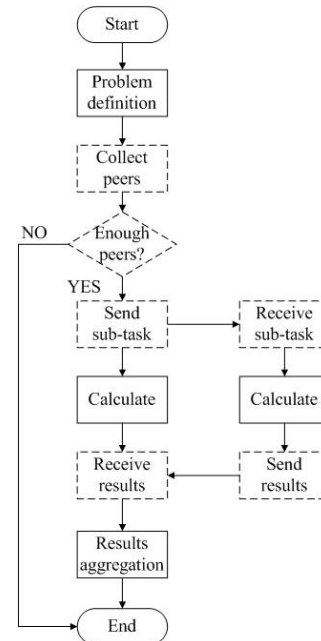 Start
Problem
definition
Collect
peers
NO
Enough
peers?
YES
Send
sub-task
Receive
sub-task
Calculate
Calculate
Receive
results
Send
results
Results
aggregation
End